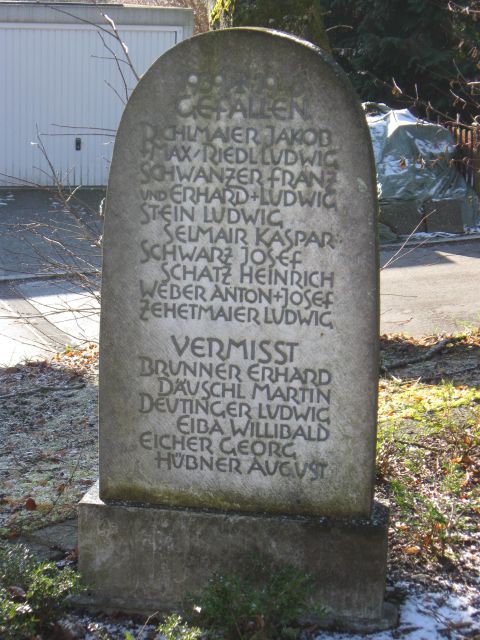 GEFALLEN
PICHLMAIER JAKOB
MAX+RIEDL LUDWIG
SCHWANZER FRANZ
UND ERHARD+LUDWIG
STEIN LUDWIG
SELMAIR KASPAR
SCHWARZ JOSEF
SCHATZ HEINRICH
WEBER ANTON+JOSEF
ZEHETMAIER LUDWIG
VERMISST
BRUNNER ERHARD
DÄUSCHL MARTIN
DEUTINGER LUDWIG
EIBA WILLIBALD
EICHER GEORG
HÜBNER AUGUST